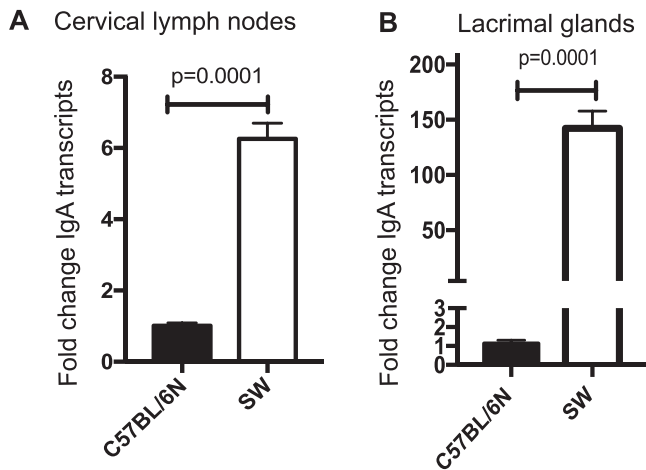 A Cervical lymph nodes
Fold change IgA transcripts
8
6
4
2
0
p=0.0001
C57BL/6N
SW
B Lacrimal glands
Fold change IgA transcripts
200
150
100
50
3
2
1
0
p=0.0001
C57BL/6N
SW